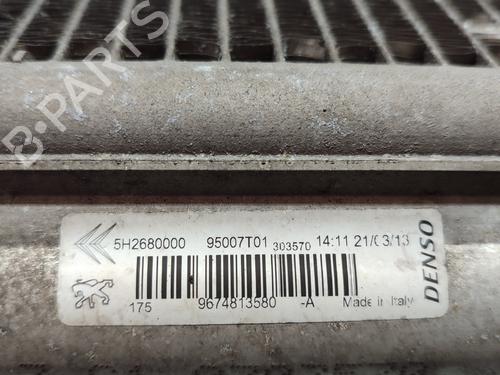 B-PARTS
5H2680000 95007T01 303570 14:11 21/03/13
175 9674813580 -A Made in Italy
DENSO